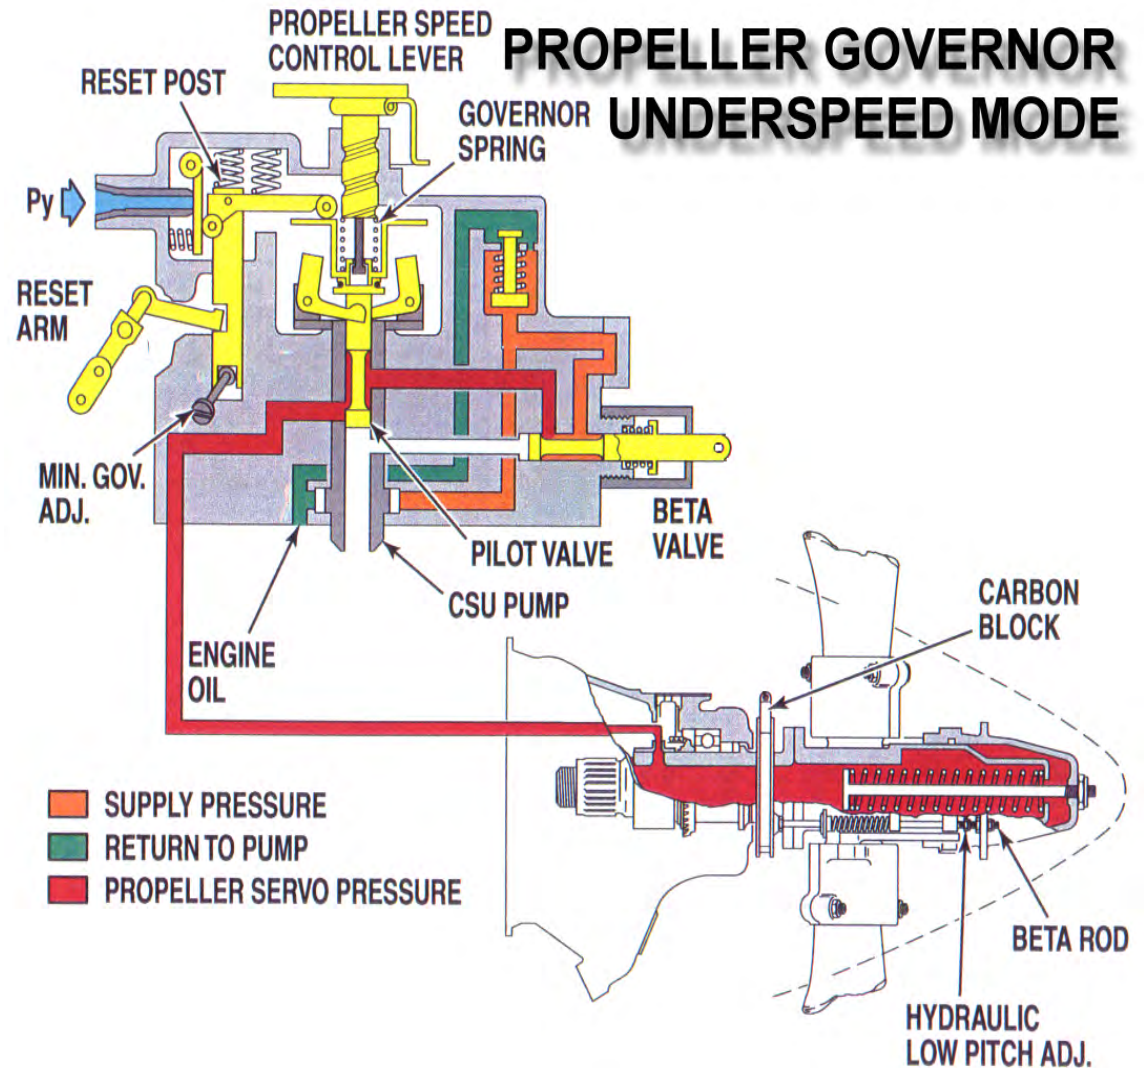 PROPELLER GOVERNOR
UNDERSPEED MODE
PROPELLER SPEED
CONTROL LEVER
RESET POST
GOVERNOR
SPRING
Py
RESET
ARM
MIN. GOV.
ADJ.
BETA
VALVE
PILOT VALVE
CSU PUMP
ENGINE
OIL
CARBON
BLOCK
SUPPLY PRESSURE
RETURN TO PUMP
PROPELLER SERVO PRESSURE
BETA ROD
HYDRAULIC
LOW PITCH ADJ.